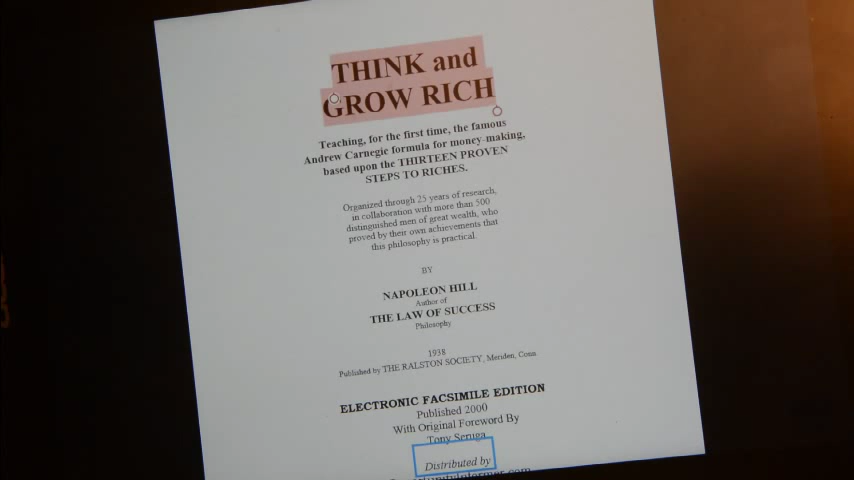 THINK and
GROW RICH
Teaching, for the first time, the famous
Andrew Carnegie formula for money-making,
based upon the THIRTEEN PROVEN
STEPS TO RICHES.
Organized through 25 years of research,
in collaboration with more than 500
distinguished men of great wealth, who
proved by their own achievements that
this philosophy is practical.
BY
NAPOLEON HILL
Author of
THE LAW OF SUCCESS
Philosophy
1938
Published by THE RALSTON SOCIETY, Meriden, Conn
ELECTRONIC FACSIMILE EDITION
Published 2000
With Original Foreword By
Tony Seruga
Distributed by